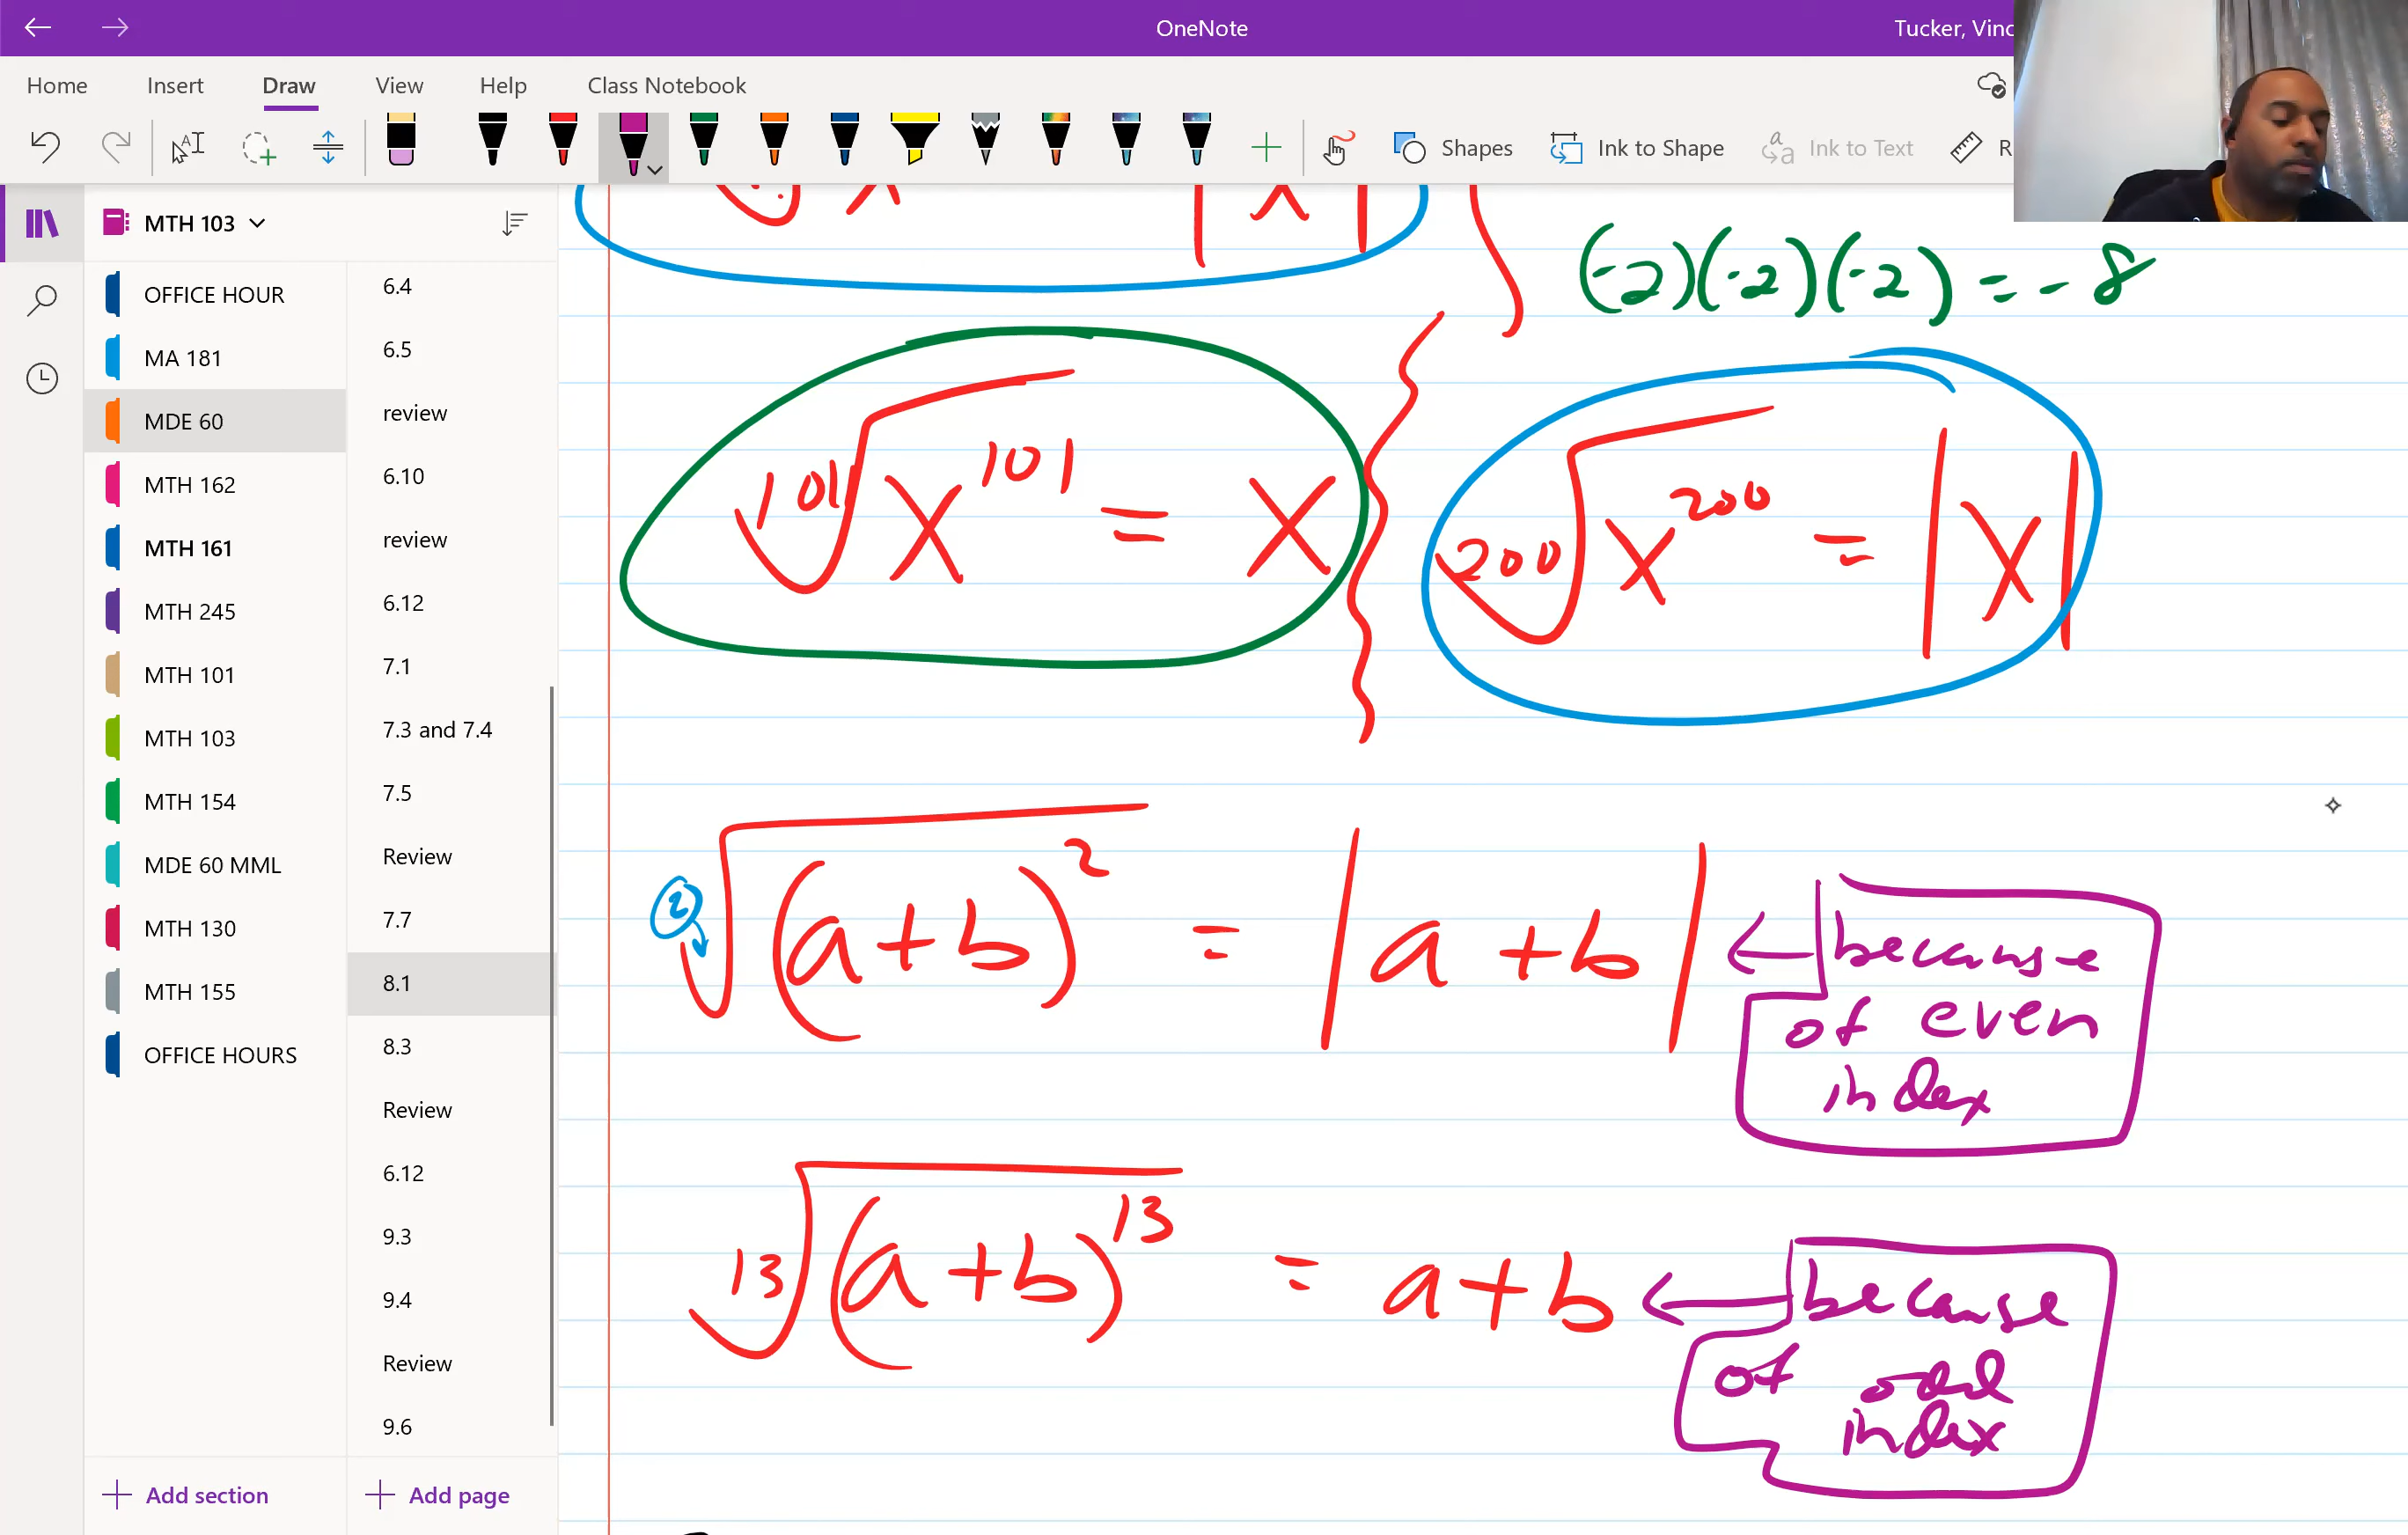 OneNote
Tucker, Vinc
Home Insert Draw View Help Class Notebook
Shapes Ink to Shape Ink to Text R
MTH 103
OFFICE HOUR
MA 181
MDE 60
MTH 162
MTH 161
MTH 245
MTH 101
MTH 103
MTH 154
MDE 60 MML
MTH 130
MTH 155
OFFICE HOURS
Add section
6.4
6.5
review
6.10
review
6.12
7.1
7.3 and 7.4
7.5
Review
7.7
8.1
8.3
Review
6.12
9.3
9.4
Review
9.6
Add page
√x |x|
(-2)(-2)(-2) = -8
¹⁰¹√x¹⁰¹ = x
²⁰⁰√x²⁰⁰ = |x|
²√(a+b)² = |a+b| ← because
of even
index
¹³√(a+b)¹³ = a+b ← because
of odd
index